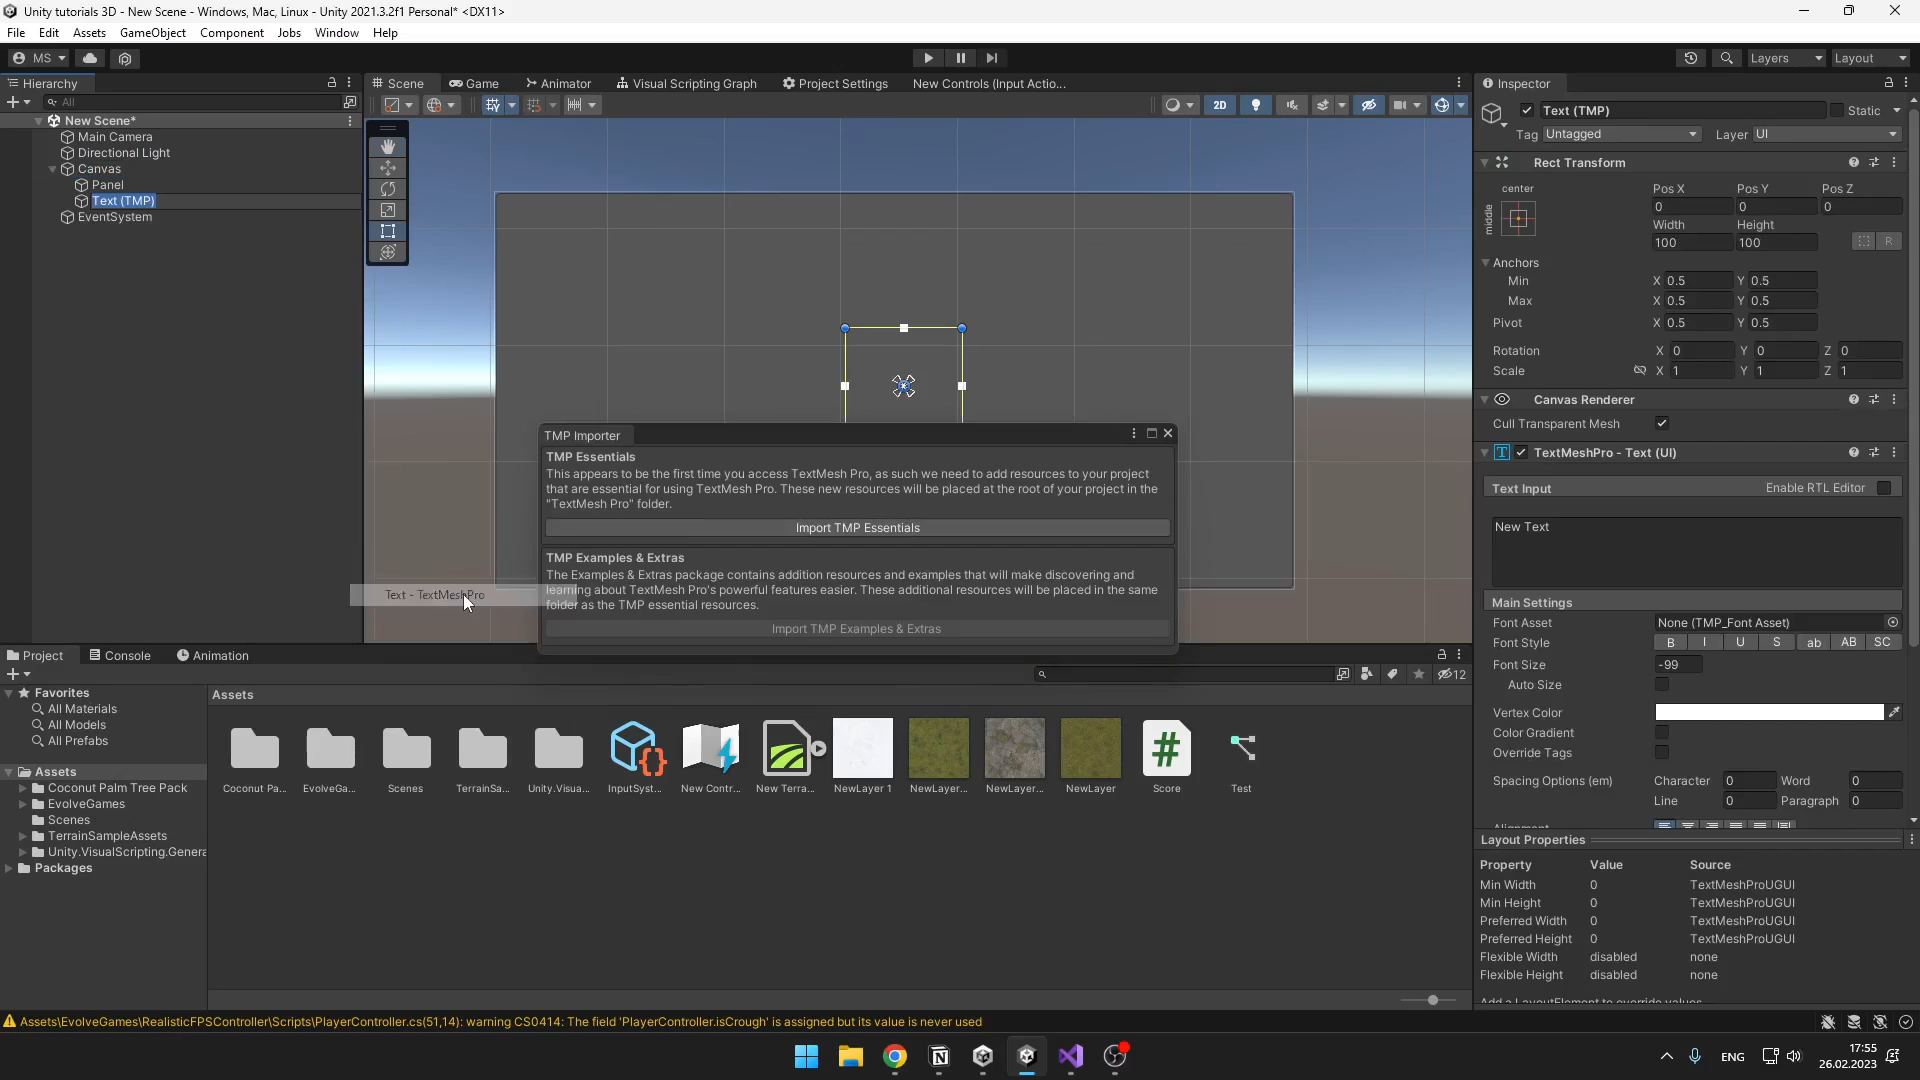 Unity tutorials 3D - New Scene - Windows, Mac, Linux - Unity 2021.3.2f1 Personal* <DX11>
File Edit Assets GameObject Component Jobs Window Help
MS Layers Layout
Hierarchy
All
New Scene*
Main Camera
Directional Light
Canvas
Panel
Text (TMP)
EventSystem
Scene Game Animator Visual Scripting Graph Project Settings New Controls (Input Actio...
2D
TMP Importer
TMP Essentials
This appears to be the first time you access TextMesh Pro, as such we need to add resources to your project
that are essential for using TextMesh Pro. These new resources will be placed at the root of your project in the
"TextMesh Pro" folder.
Import TMP Essentials
TMP Examples & Extras
The Examples & Extras package contains addition resources and examples that will make discovering and
learning about TextMesh Pro's powerful features easier. These additional resources will be placed in the same
folder as the TMP essential resources.
Import TMP Examples & Extras
Text - TextMeshPro
Inspector
Text (TMP) Static
Tag Untagged Layer UI
Rect Transform
center
middle
Pos X Pos Y Pos Z
0 0 0
Width Height
100 100 R
Anchors
Min X 0.5 Y 0.5
Max X 0.5 Y 0.5
Pivot X 0.5 Y 0.5
Rotation X 0 Y 0 Z 0
Scale X 1 Y 1 Z 1
Canvas Renderer
Cull Transparent Mesh
TextMeshPro - Text (UI)
Text Input Enable RTL Editor
New Text
Main Settings
Font Asset None (TMP_Font Asset)
Font Style B I U S ab AB SC
Font Size -99
Auto Size
Vertex Color
Color Gradient
Override Tags
Spacing Options (em) Character 0 Word 0
Line 0 Paragraph 0
Alignment
Layout Properties
Property Value Source
Min Width 0 TextMeshProUGUI
Min Height 0 TextMeshProUGUI
Preferred Width 0 TextMeshProUGUI
Preferred Height 0 TextMeshProUGUI
Flexible Width disabled none
Flexible Height disabled none
Add a LayoutElement to override values
Project Console Animation
12
Favorites
All Materials
All Models
All Prefabs
Assets
Coconut Palm Tree Pack
EvolveGames
Scenes
TerrainSampleAssets
Unity.VisualScripting.Genera
Packages
Assets
Coconut Pa... EvolveGa... Scenes TerrainSa... Unity.Visua... InputSyst... New Contr... New Terra... NewLayer 1 NewLayer... NewLayer... NewLayer Score Test
Assets\EvolveGames\RealisticFPSController\Scripts\PlayerController.cs(51,14): warning CS0414: The field 'PlayerController.isCrough' is assigned but its value is never used
ENG 17:55
26.02.2023